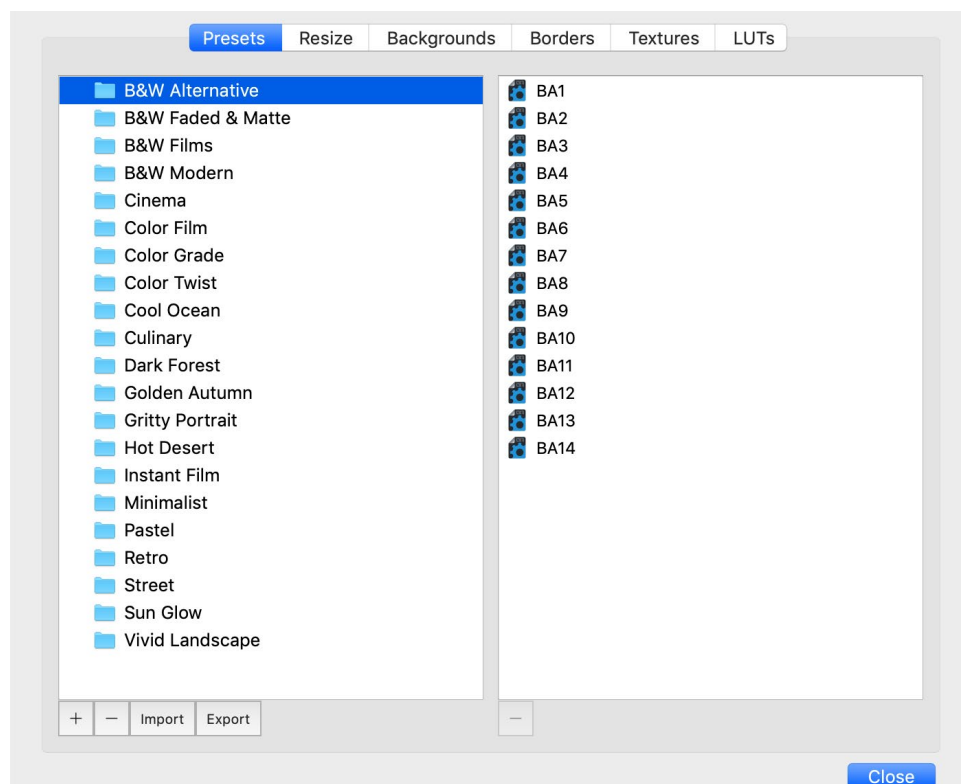 Presets Resize Backgrounds Borders Textures LUTs
B&W Alternative
B&W Faded & Matte
B&W Films
B&W Modern
Cinema
Color Film
Color Grade
Color Twist
Cool Ocean
Culinary
Dark Forest
Golden Autumn
Gritty Portrait
Hot Desert
Instant Film
Minimalist
Pastel
Retro
Street
Sun Glow
Vivid Landscape
+ − Import Export
BA1
BA2
BA3
BA4
BA5
BA6
BA7
BA8
BA9
BA10
BA11
BA12
BA13
BA14
−
Close